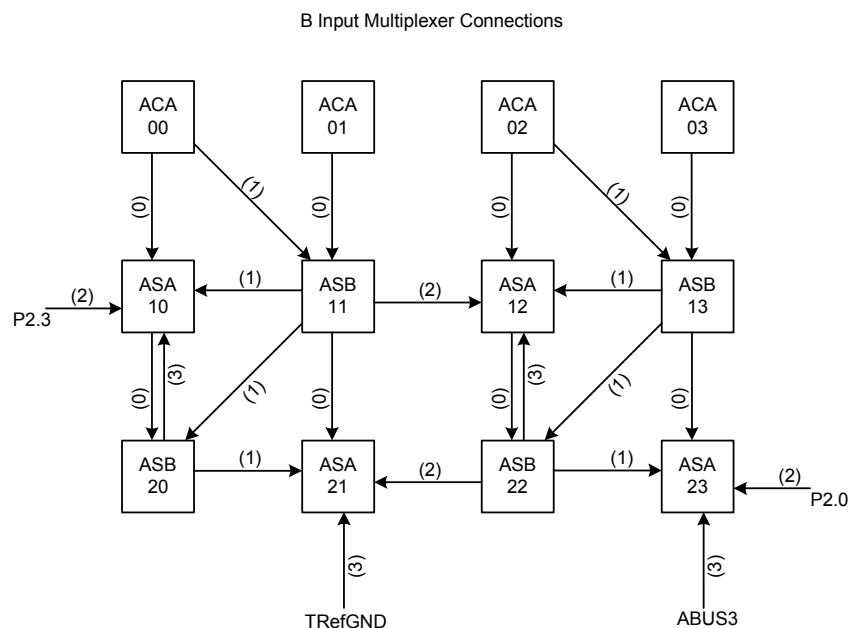 B Input Multiplexer Connections
ACA
00
ACA
01
ACA
02
ACA
03
(0)
(1)
(0)
(0)
(1)
(0)
ASA
10
ASB
11
ASA
12
ASB
13
(2)
P2.3
(1)
(2)
(1)
(0)
(3)
(1)
(0)
(0)
(3)
(1)
(0)
ASB
20
ASA
21
ASB
22
ASA
23
(1)
(2)
(1)
(2)
P2.0
(3)
TRefGND
(3)
ABUS3